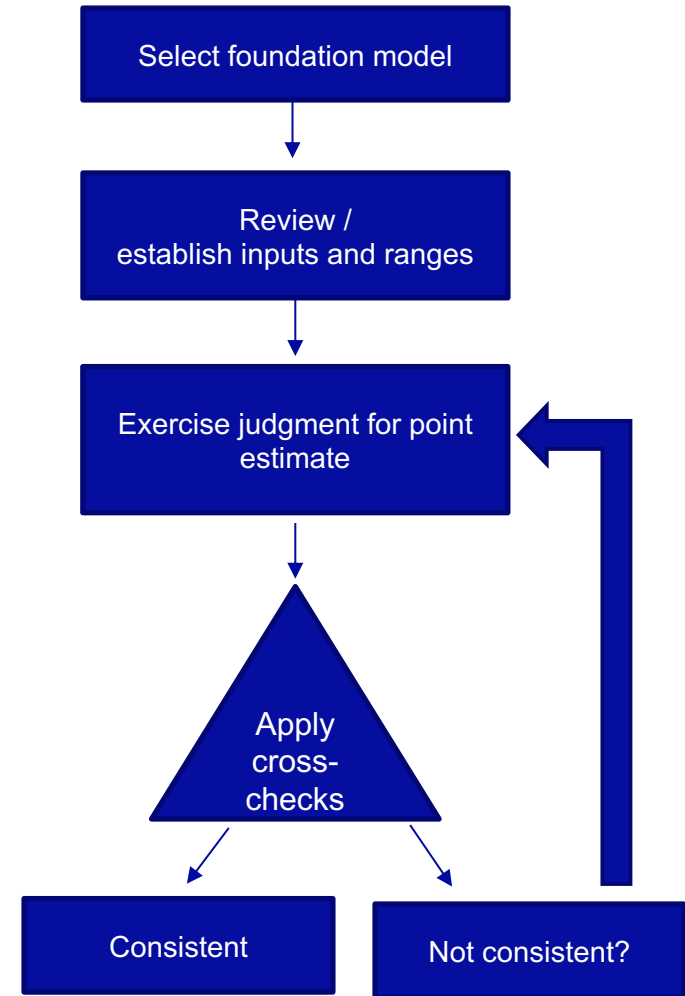 Select foundation model
Review /
establish inputs and ranges
Exercise judgment for point
estimate
Apply
cross-
checks
Consistent
Not consistent?